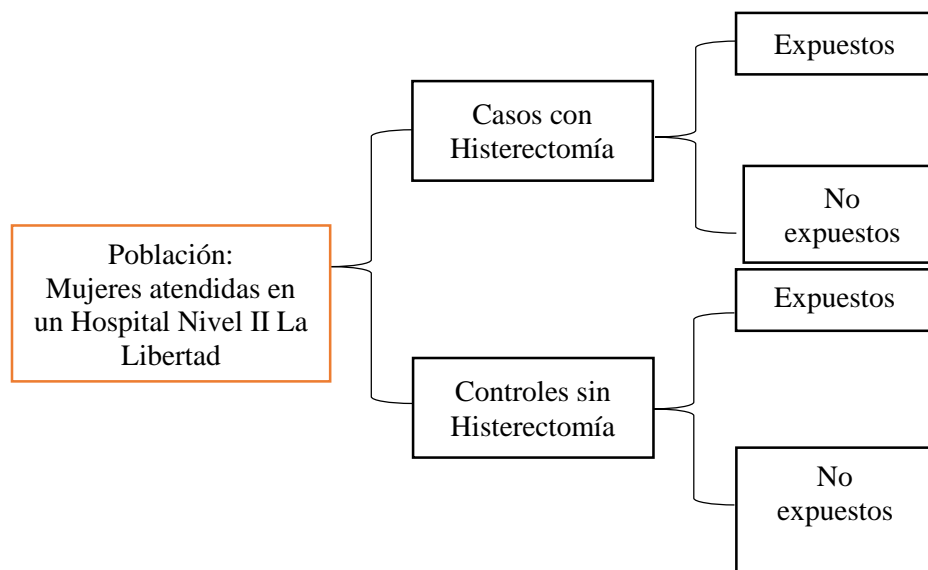 Población:
Mujeres atendidas en
un Hospital Nivel II La
Libertad
Casos con
Histerectomía
Expuestos
No
expuestos
Controles sin
Histerectomía
Expuestos
No
expuestos